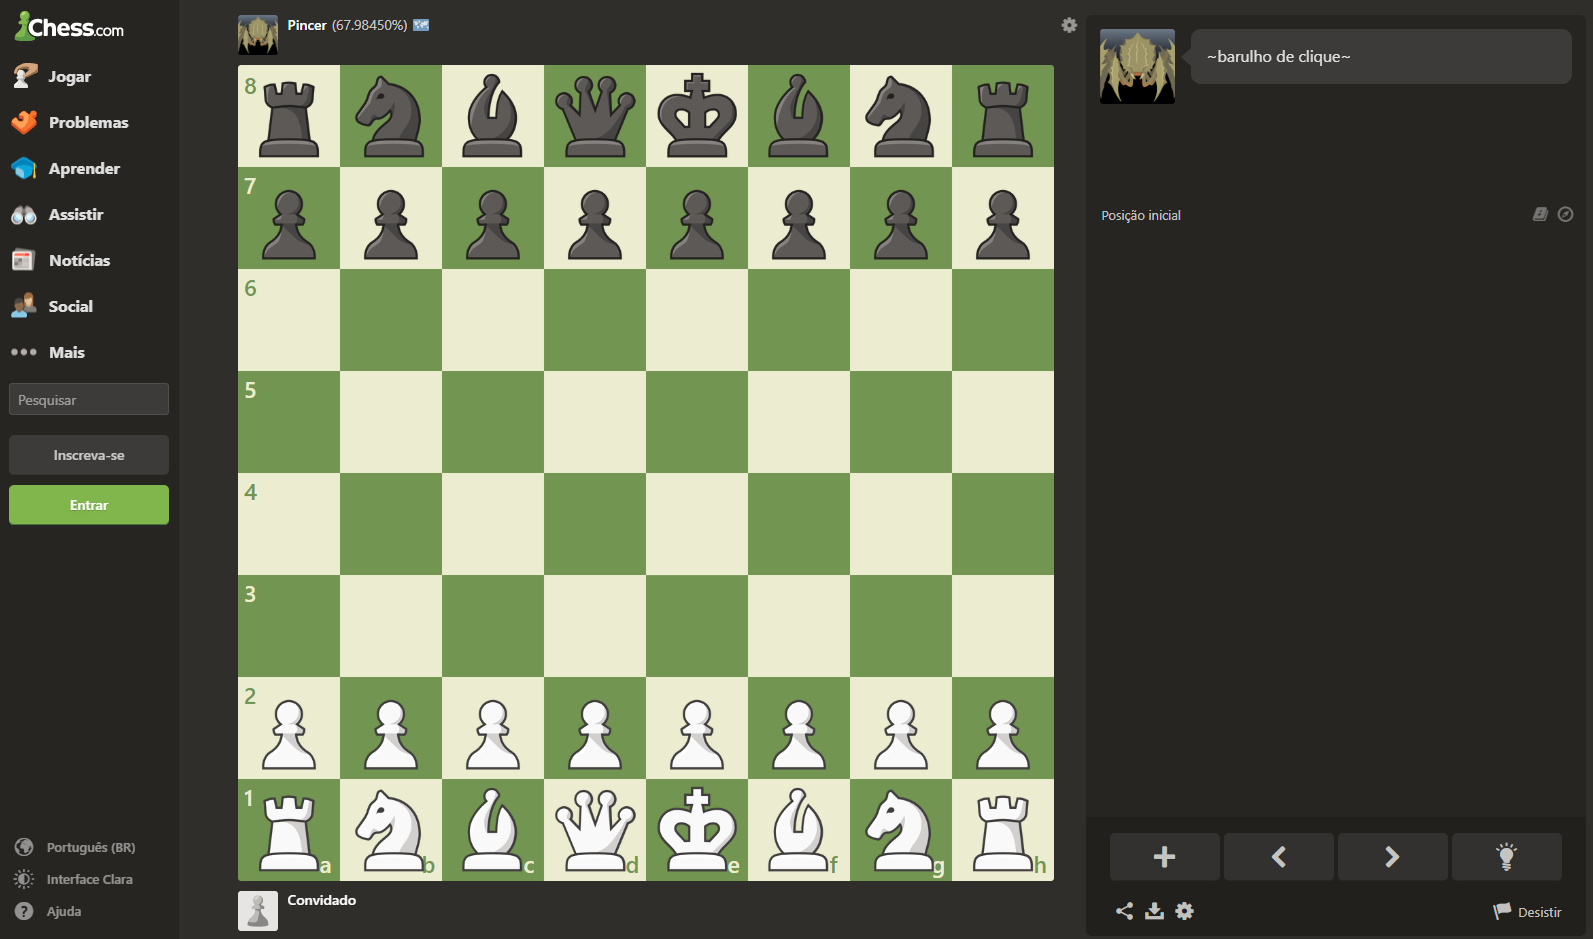 Chess.com
Jogar
Problemas
Aprender
Assistir
Notícias
Social
Mais
Pesquisar
Inscreva-se
Entrar
Português (BR)
Interface Clara
Ajuda
Pincer (67.98450%)
8
7
6
5
4
3
2
1
a b c d e f g h
Convidado
~barulho de clique~
Posição inicial
Desistir